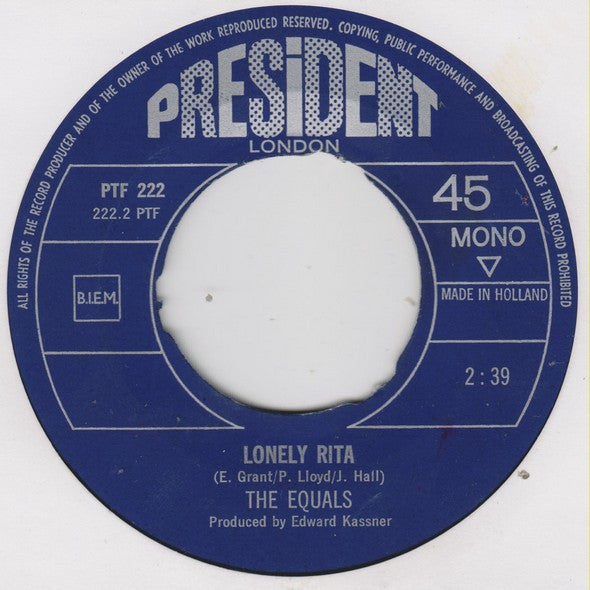 ALL RIGHTS OF THE RECORD PRODUCER AND OF THE OWNER OF THE WORK REPRODUCED RESERVED. COPYING, PUBLIC PERFORMANCE AND BROADCASTING OF THIS RECORD PROHIBITED
PRESiDENT
LONDON
PTF 222
222.2 PTF
45
MONO
B.I.E.M.
MADE IN HOLLAND
2:39
LONELY RITA
(E. Grant/P. Lloyd/J. Hall)
THE EQUALS
Produced by Edward Kassner